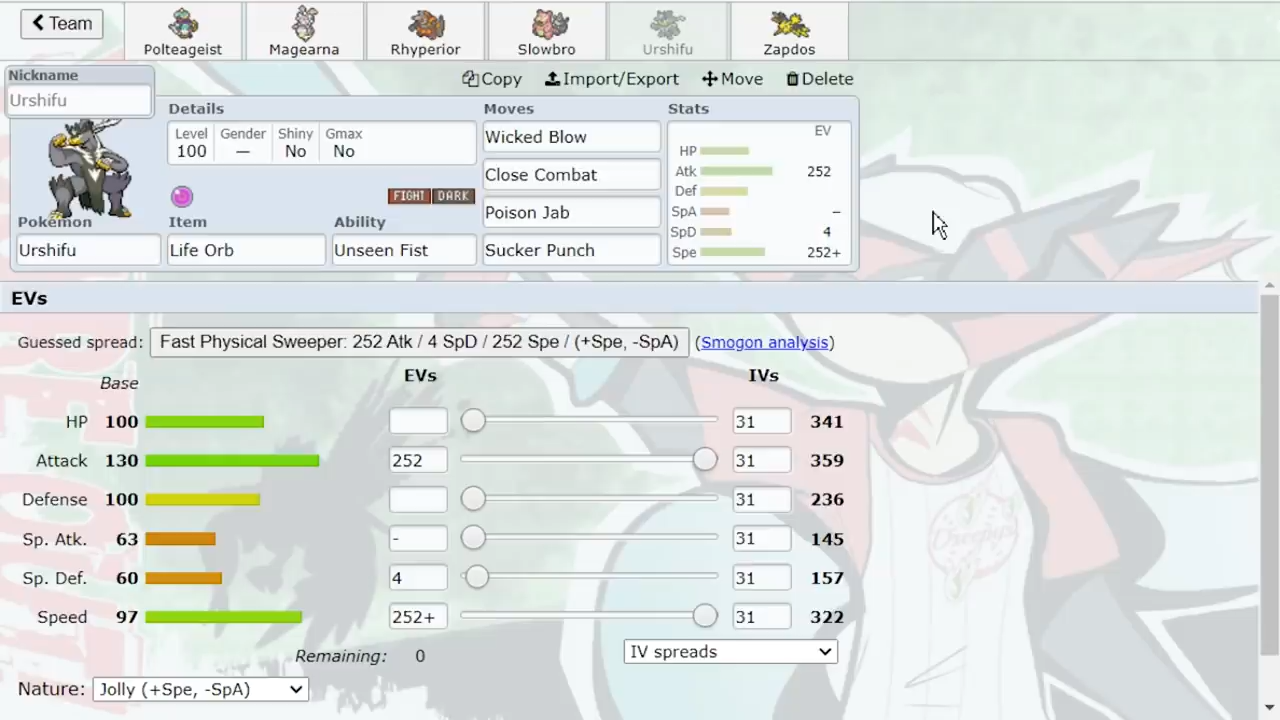 Team
Polteageist
Magearna
Rhyperior
Slowbro
Urshifu
Zapdos
Nickname
Urshifu
Copy
Import/Export
Move
Delete
Details
Moves
Stats
Level
Gender
Shiny
Gmax
100
—
No
No
FIGHT DARK
Pokémon
Item
Ability
Urshifu
Life Orb
Unseen Fist
Wicked Blow
Close Combat
Poison Jab
Sucker Punch
EV
HP
Atk 252
Def
SpA –
SpD 4
Spe 252+
EVs
Guessed spread: Fast Physical Sweeper: 252 Atk / 4 SpD / 252 Spe / (+Spe, -SpA) (Smogon analysis)
Base EVs IVs
HP 100 31 341
Attack 130 252 31 359
Defense 100 31 236
Sp. Atk. 63 - 31 145
Sp. Def. 60 4 31 157
Speed 97 252+ 31 322
Remaining: 0
IV spreads
Nature: Jolly (+Spe, -SpA)